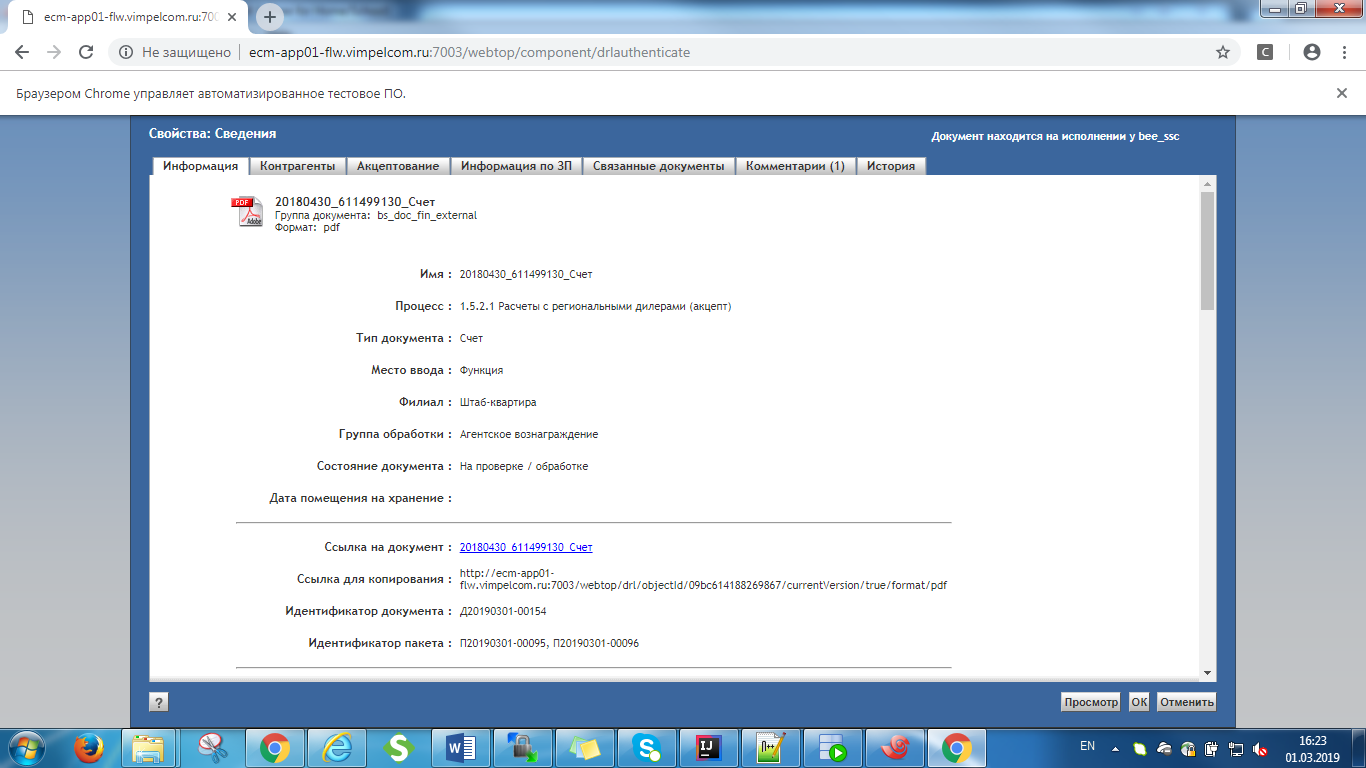 ecm-app01-flw.vimpelcom.ru:700
Не защищено
ecm-app01-flw.vimpelcom.ru:7003/webtop/component/drlauthenticate
C
Браузером Chrome управляет автоматизированное тестовое ПО.
Свойства: Сведения
Документ находится на исполнении у bee_ssc
Информация Контрагенты Акцептование Информация по ЗП Связанные документы Комментарии (1) История
PDF
Adobe
20180430_611499130_Счет
Группа документа: bs_doc_fin_external
Формат: pdf
Имя : 20180430_611499130_Счет
Процесс : 1.5.2.1 Расчеты с региональными дилерами (акцепт)
Тип документа : Счет
Место ввода : Функция
Филиал : Штаб-квартира
Группа обработки : Агентское вознаграждение
Состояние документа : На проверке / обработке
Дата помещения на хранение :
Ссылка на документ : 20180430_611499130_Счет
Ссылка для копирования : http://ecm-app01-
flw.vimpelcom.ru:7003/webtop/drl/objectId/09bc614188269867/currentVersion/true/format/pdf
Идентификатор документа : Д20190301-00154
Идентификатор пакета : П20190301-00095, П20190301-00096
? Просмотр ОК Отменить
EN
16:23
01.03.2019